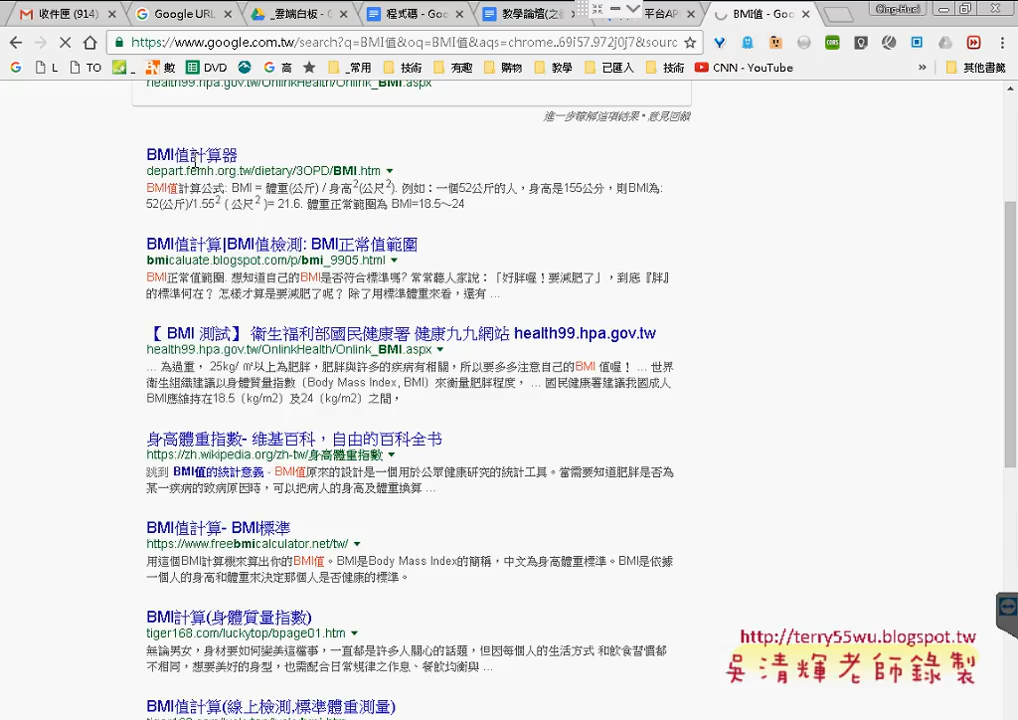 收件匣 (914)
Google URL
_雲端白板 - G
程式碼 - Goo
教學論壇(之
平台API
BMI值 - Goo
Qing-Huei
https://www.google.com.tw/search?q=BMI值&oq=BMI值&aqs=chrome..69i57.972j0j7&sourc
L
TO
數
DVD
高
_常用
技術
有趣
購物
教學
己匯入
技術
CNN - YouTube
»
其他書籤
health99.hpa.gov.tw/OnlinkHealth/Onlink_BMI.aspx
進一步瞭解這項結果 • 意見回饋
BMI值計算器
depart.femh.org.tw/dietary/3OPD/BMI.htm
BMI值計算公式: BMI = 體重(公斤) / 身高²(公尺²). 例如：一個52公斤的人，身高是155公分，則BMI為:
52(公斤)/1.55² ( 公尺² )= 21.6. 體重正常範圍為 BMI=18.5～24
BMI值計算|BMI值檢測: BMI正常值範圍
bmicaluate.blogspot.com/p/bmi_9905.html
BMI正常值範圍. 想知道自己的BMI是否符合標準嗎? 常常聽人家說：「好胖喔！要減肥了」，到底『胖』
的標準何在？ 怎樣才算是要減肥了呢？ 除了用標準體重來看，還有 ...
【 BMI 測試】 衛生福利部國民健康署 健康九九網站 health99.hpa.gov.tw
health99.hpa.gov.tw/OnlinkHealth/Onlink_BMI.aspx
... 為過重， 25kg/ ㎡以上為肥胖，肥胖與許多的疾病有相關，所以要多多注意自己的BMI 值喔！ ... 世界
衛生組織建議以身體質量指數（Body Mass Index, BMI）來衡量肥胖程度， ... 國民健康署建議我國成人
BMI應維持在18.5（kg/m2）及24（kg/m2）之間，
身高體重指數- 维基百科，自由的百科全书
https://zh.wikipedia.org/zh-tw/身高體重指數
跳到 BMI值的統計意義 - BMI值原來的設計是一個用於公眾健康研究的統計工具。當需要知道肥胖是否為
某一疾病的致病原因時，可以把病人的身高及體重換算 ...
BMI值計算- BMI標準
https://www.freebmicalculator.net/tw/
用這個BMI計算機來算出你的BMI值。BMI是Body Mass Index的簡稱，中文為身高體重標準。BMI是依據
一個人的身高和體重來決定那個人是否健康的標準。
BMI計算(身體質量指數)
tiger168.com/luckytop/bpage01.htm
無論男女，身材要如何變美這檔事，一直都是許多人關心的話題，但因每個人的生活方式 和飲食習慣都
不相同，想要美好的身型，也需配合日常規律之作息、餐飲均衡與 ...
BMI值計算(線上檢測,標準體重測量)
http://terry55wu.blogspot.tw
吳清輝老師錄製